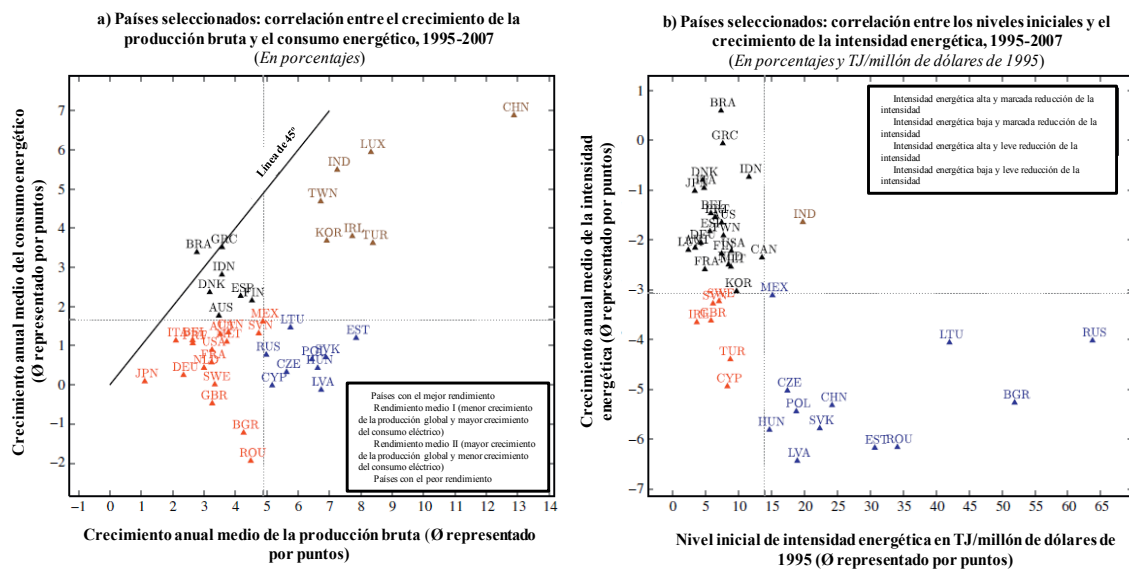 a) Países seleccionados: correlación entre el crecimiento de la
producción bruta y el consumo energético, 1995-2007
(En porcentajes)
Crecimiento anual medio del consumo energético
(Ø representado por puntos)
7
6
5
4
3
2
1
0
−1
−2
Línea de 45º
CHN
LUX
IND
TWN
KOR
IRL
TUR
BRA
GRC
IDN
DNK
ESP
FIN
AUS
MEX
SVN
LTU
EST
ITA
BEL
USA
FRA
NLD
DEU
SWE
JPN
GBR
BGR
ROU
RUS
POL
SVK
HUN
CZE
CYP
LVA
Países con el mejor rendimiento
Rendimiento medio I (menor crecimiento
de la producción global y mayor crecimiento
del consumo eléctrico)
Rendimiento medio II (mayor crecimiento
de la producción global y menor crecimiento
del consumo eléctrico)
Países con el peor rendimiento
−1 0 1 2 3 4 5 6 7 8 9 10 11 12 13 14
Crecimiento anual medio de la producción bruta (Ø representado
por puntos)
b) Países seleccionados: correlación entre los niveles iniciales y el
crecimiento de la intensidad energética, 1995-2007
(En porcentajes y TJ/millón de dólares de 1995)
Crecimiento anual medio de la intensidad
energética (Ø representado por puntos)
1
0
−1
−2
−3
−4
−5
−6
−7
Intensidad energética alta y marcada reducción de la
intensidad
Intensidad energética baja y marcada reducción de la
intensidad
Intensidad energética alta y leve reducción de la
intensidad
Intensidad energética baja y leve reducción de la
intensidad
BRA
GRC
IDN
DNK
IND
DEU
USA
CAN
FRA
KOR
MEX
SWE
GBR
TUR
CYP
LTU
RUS
CZE
POL
CHN
BGR
HUN
SVK
EST
ROU
LVA
0 5 10 15 20 25 30 35 40 45 50 55 60 65
Nivel inicial de intensidad energética en TJ/millón de dólares de
1995 (Ø representado por puntos)